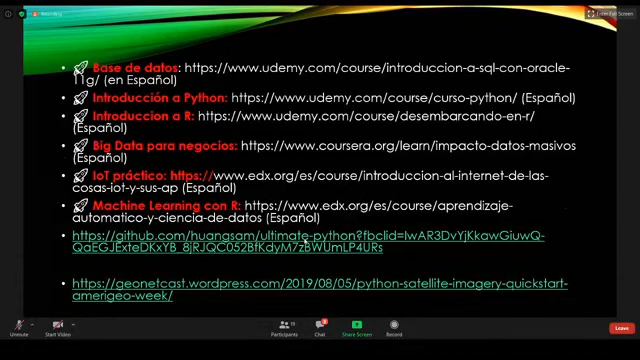 Recording
Enter Full Screen
• 🚀 Base de datos: https://www.udemy.com/course/introduccion-a-sql-con-oracle-
11g/ (en Español)
• 🚀 Introducción a Python: https://www.udemy.com/course/curso-python/ (Español)
• 🚀 Introduccion a R: https://www.udemy.com/course/desembarcando-en-r/
(Español)
• 🚀 Big Data para negocios: https://www.coursera.org/learn/impacto-datos-masivos
(Español)
• 🚀 IoT práctico: https://www.edx.org/es/course/introduccion-al-internet-de-las-
cosas-iot-y-sus-ap (Español)
• 🚀 Machine Learning con R: https://www.edx.org/es/course/aprendizaje-
automatico-y-ciencia-de-datos (Español)
• https://github.com/huangsam/ultimate-python?fbclid=IwAR3DvYjKkawGiuwQ-
QaEGJExteDKxYB_8jRJQC052BfKdyM7zBWUmLP4URs
• https://geonetcast.wordpress.com/2019/08/05/python-satellite-imagery-quickstart-
amerigeo-week/
Unmute
Start Video
Participants
Chat
Share Screen
Record
Leave